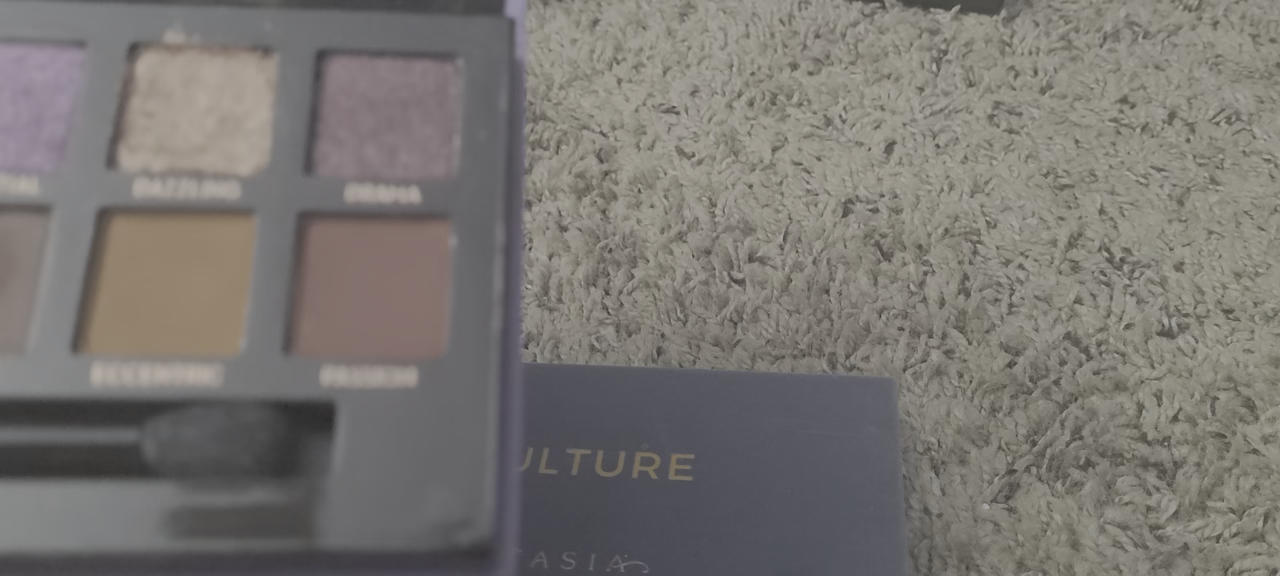 DAZZLING
DRAMA
ECCENTRIC
PASSION
ULTURE
TASIA